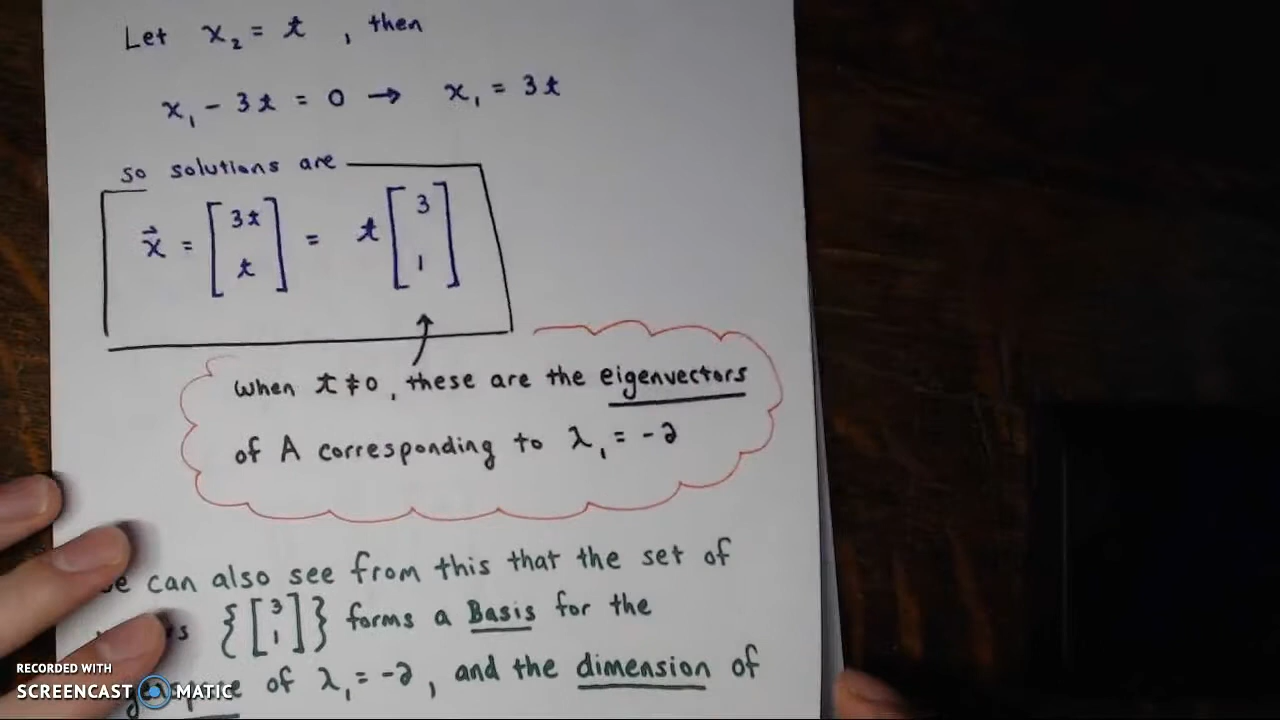 Let x₂ = t , then
x₁ - 3t = 0 → x₁ = 3t
so solutions are
x⃗ = [3t t] = t [3 1]
when t ≠ 0, these are the eigenvectors
of A corresponding to λ₁ = -2
can also see from this that the set of
{[3 1]} forms a Basis for the
of λ₁ = -2, and the dimension of
RECORDED WITH
SCREENCAST MATIC